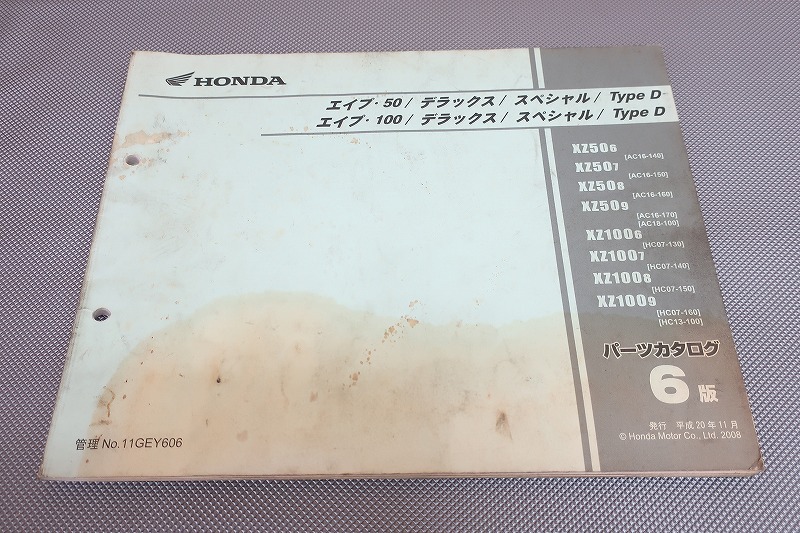 HONDA
エイプ・50/ デラックス/ スペシャル/ Type D
エイプ・100/ デラックス/ スペシャル/ Type D
XZ506
[AC16-140]
XZ507
[AC16-150]
XZ508
[AC16-160]
XZ509
[AC16-170]
[AC18-100]
XZ1006
[HC07-130]
XZ1007
[HC07-140]
XZ1008
[HC07-150]
XZ1009
[HC07-160]
[HC13-100]
パーツカタログ
6版
発行 平成20年11月
© Honda Motor Co., Ltd. 2008
管理 No.11GEY606